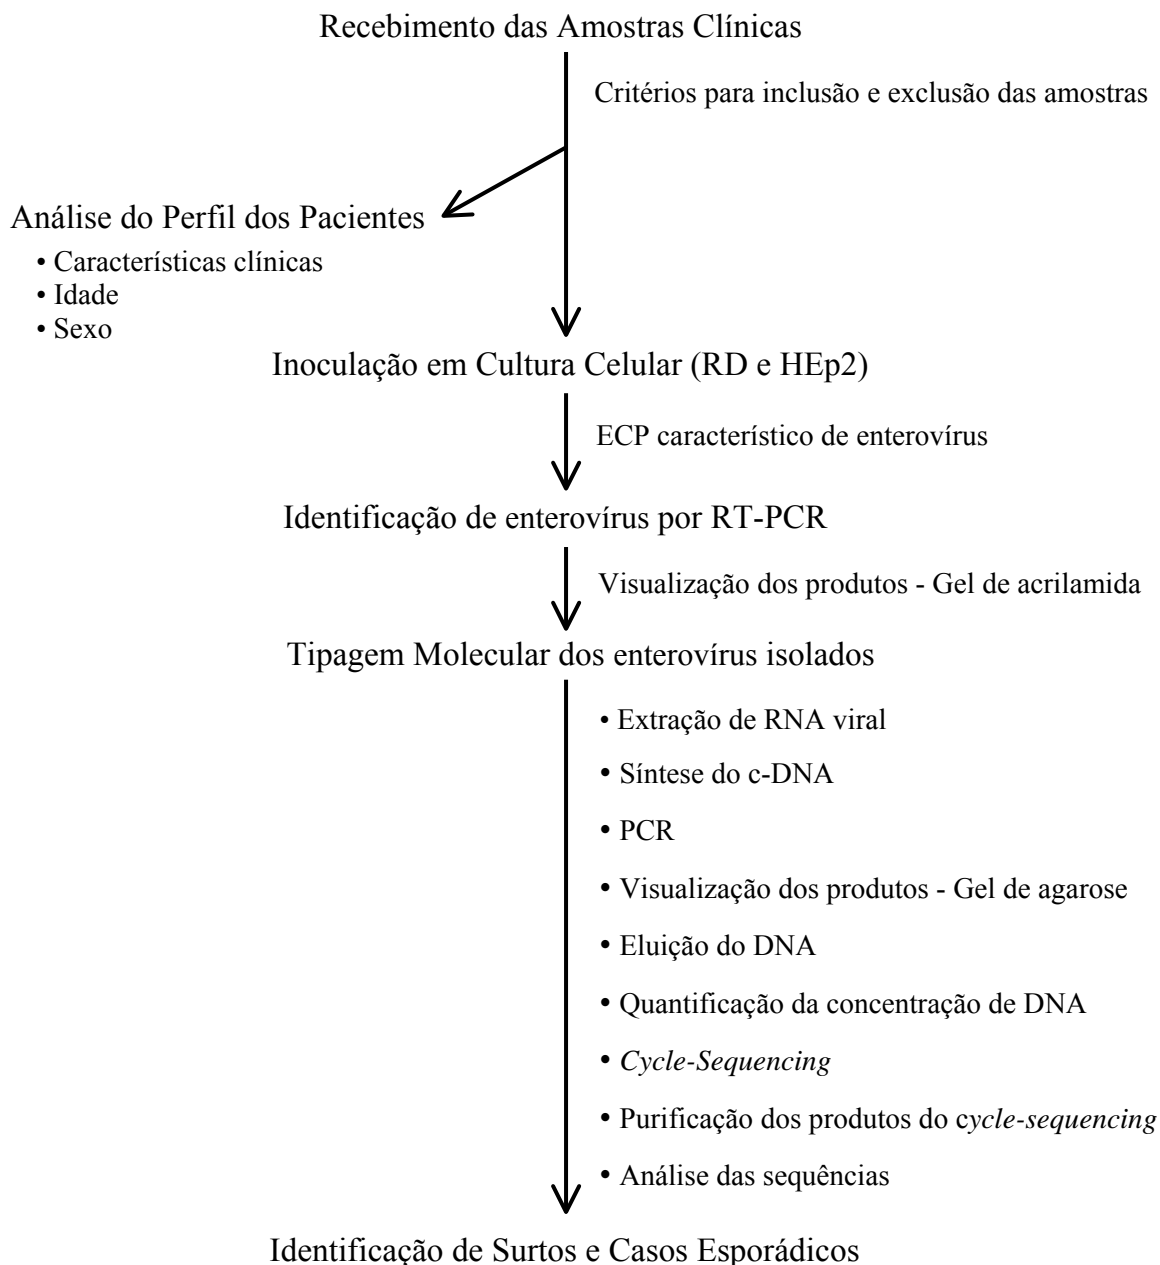 Recebimento das Amostras Clínicas
Critérios para inclusão e exclusão das amostras
Análise do Perfil dos Pacientes
• Características clínicas
• Idade
• Sexo
Inoculação em Cultura Celular (RD e HEp2)
ECP característico de enterovírus
Identificação de enterovírus por RT-PCR
Visualização dos produtos - Gel de acrilamida
Tipagem Molecular dos enterovírus isolados
• Extração de RNA viral
• Síntese do c-DNA
• PCR
• Visualização dos produtos - Gel de agarose
• Eluição do DNA
• Quantificação da concentração de DNA
• Cycle-Sequencing
• Purificação dos produtos do cycle-sequencing
• Análise das sequências
Identificação de Surtos e Casos Esporádicos